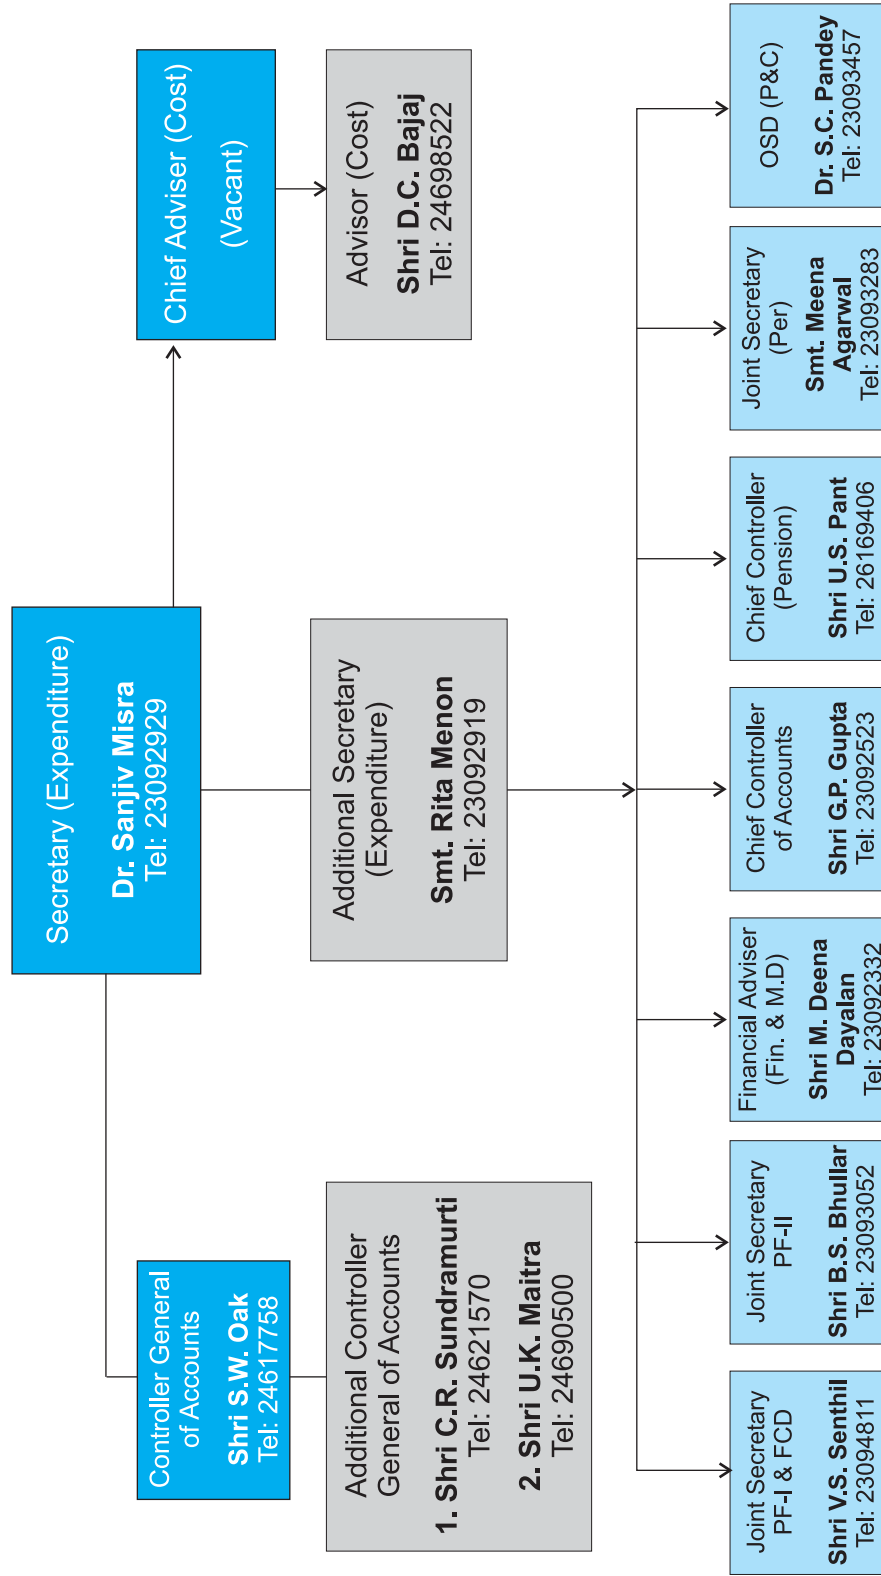 Secretary (Expenditure)
Dr. Sanjiv Misra
Tel: 23092929
Controller General
of Accounts
Shri S.W. Oak
Tel: 24617758
Chief Adviser (Cost)
(Vacant)
Additional Controller
General of Accounts
1. Shri C.R. Sundramurti
Tel: 24621570
2. Shri U.K. Maitra
Tel: 24690500
Additional Secretary
(Expenditure)
Smt. Rita Menon
Tel: 23092919
Advisor (Cost)
Shri D.C. Bajaj
Tel: 24698522
Joint Secretary
PF-I & FCD
Shri V.S. Senthil
Tel: 23094811
Joint Secretary
PF-II
Shri B.S. Bhullar
Tel: 23093052
Financial Adviser
(Fin. & M.D)
Shri M. Deena
Dayalan
Tel: 23092332
Chief Controller
of Accounts
Shri G.P. Gupta
Tel: 23092523
Chief Controller
(Pension)
Shri U.S. Pant
Tel: 26169406
Joint Secretary
(Per)
Smt. Meena
Agarwal
Tel: 23093283
OSD (P&C)
Dr. S.C. Pandey
Tel: 23093457